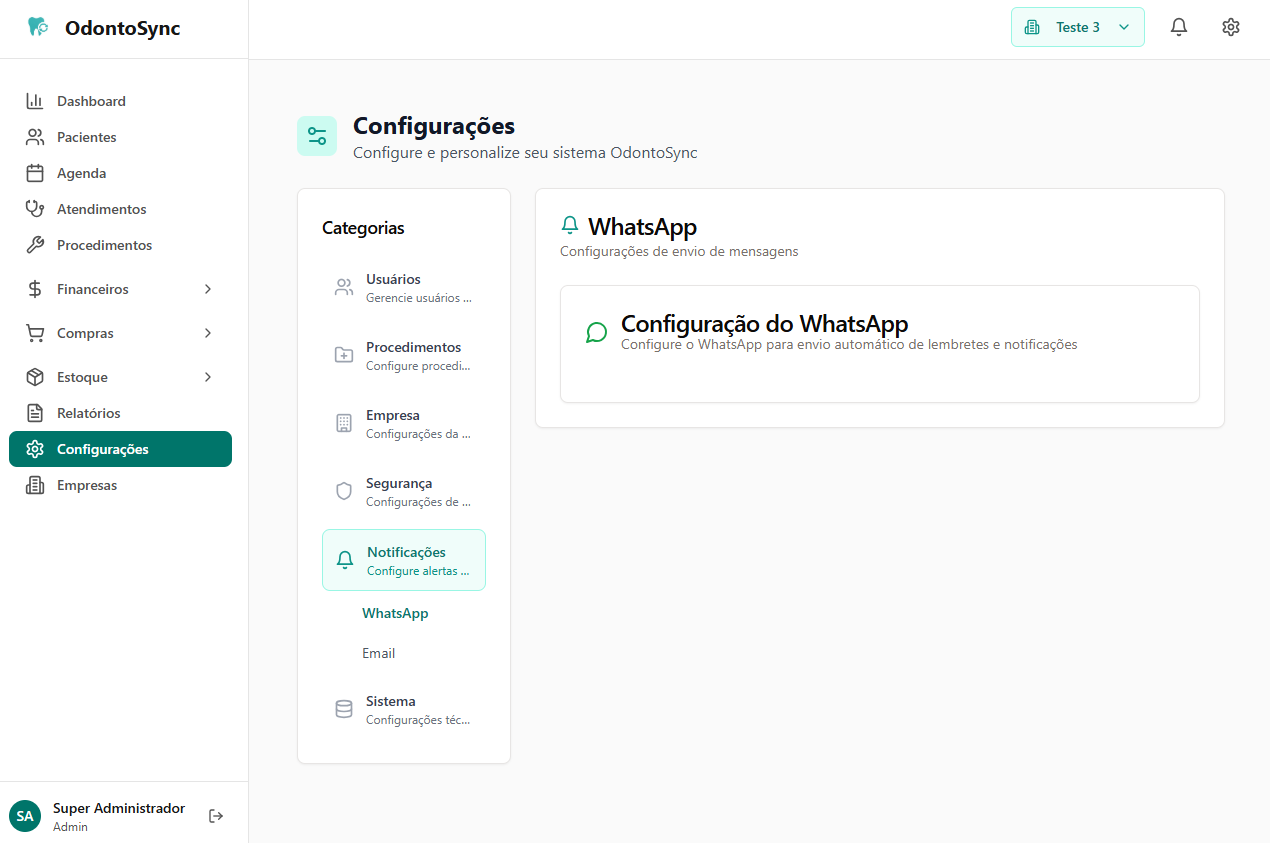 OdontoSync
Teste 3
Dashboard
Pacientes
Agenda
Atendimentos
Procedimentos
Financeiros
Compras
Estoque
Relatórios
Configurações
Empresas
SA
Super Administrador
Admin
Configurações
Configure e personalize seu sistema OdontoSync
Categorias
Usuários
Gerencie usuários ...
Procedimentos
Configure procedi...
Empresa
Configurações da ...
Segurança
Configurações de ...
Notificações
Configure alertas ...
WhatsApp
Email
Sistema
Configurações téc...
WhatsApp
Configurações de envio de mensagens
Configuração do WhatsApp
Configure o WhatsApp para envio automático de lembretes e notificações